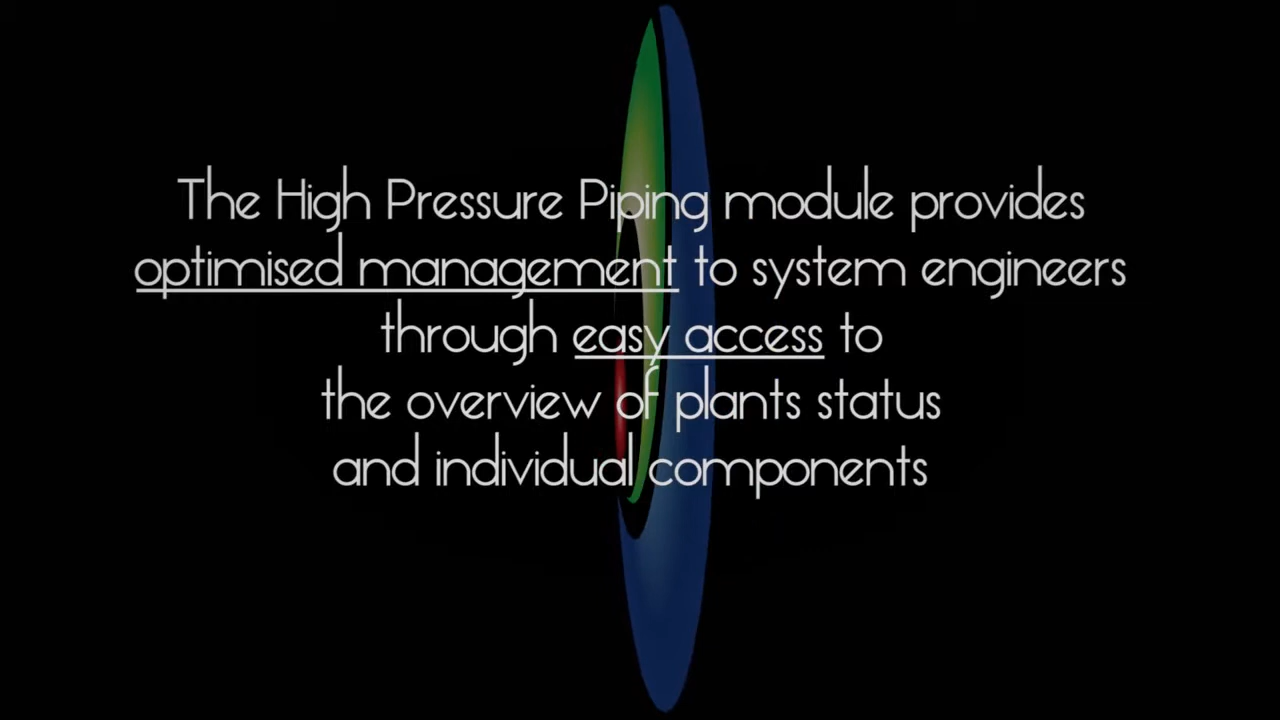 The High Pressure Piping module provides
optimised management to system engineers
through easy access to
the overview of plants status
and individual components